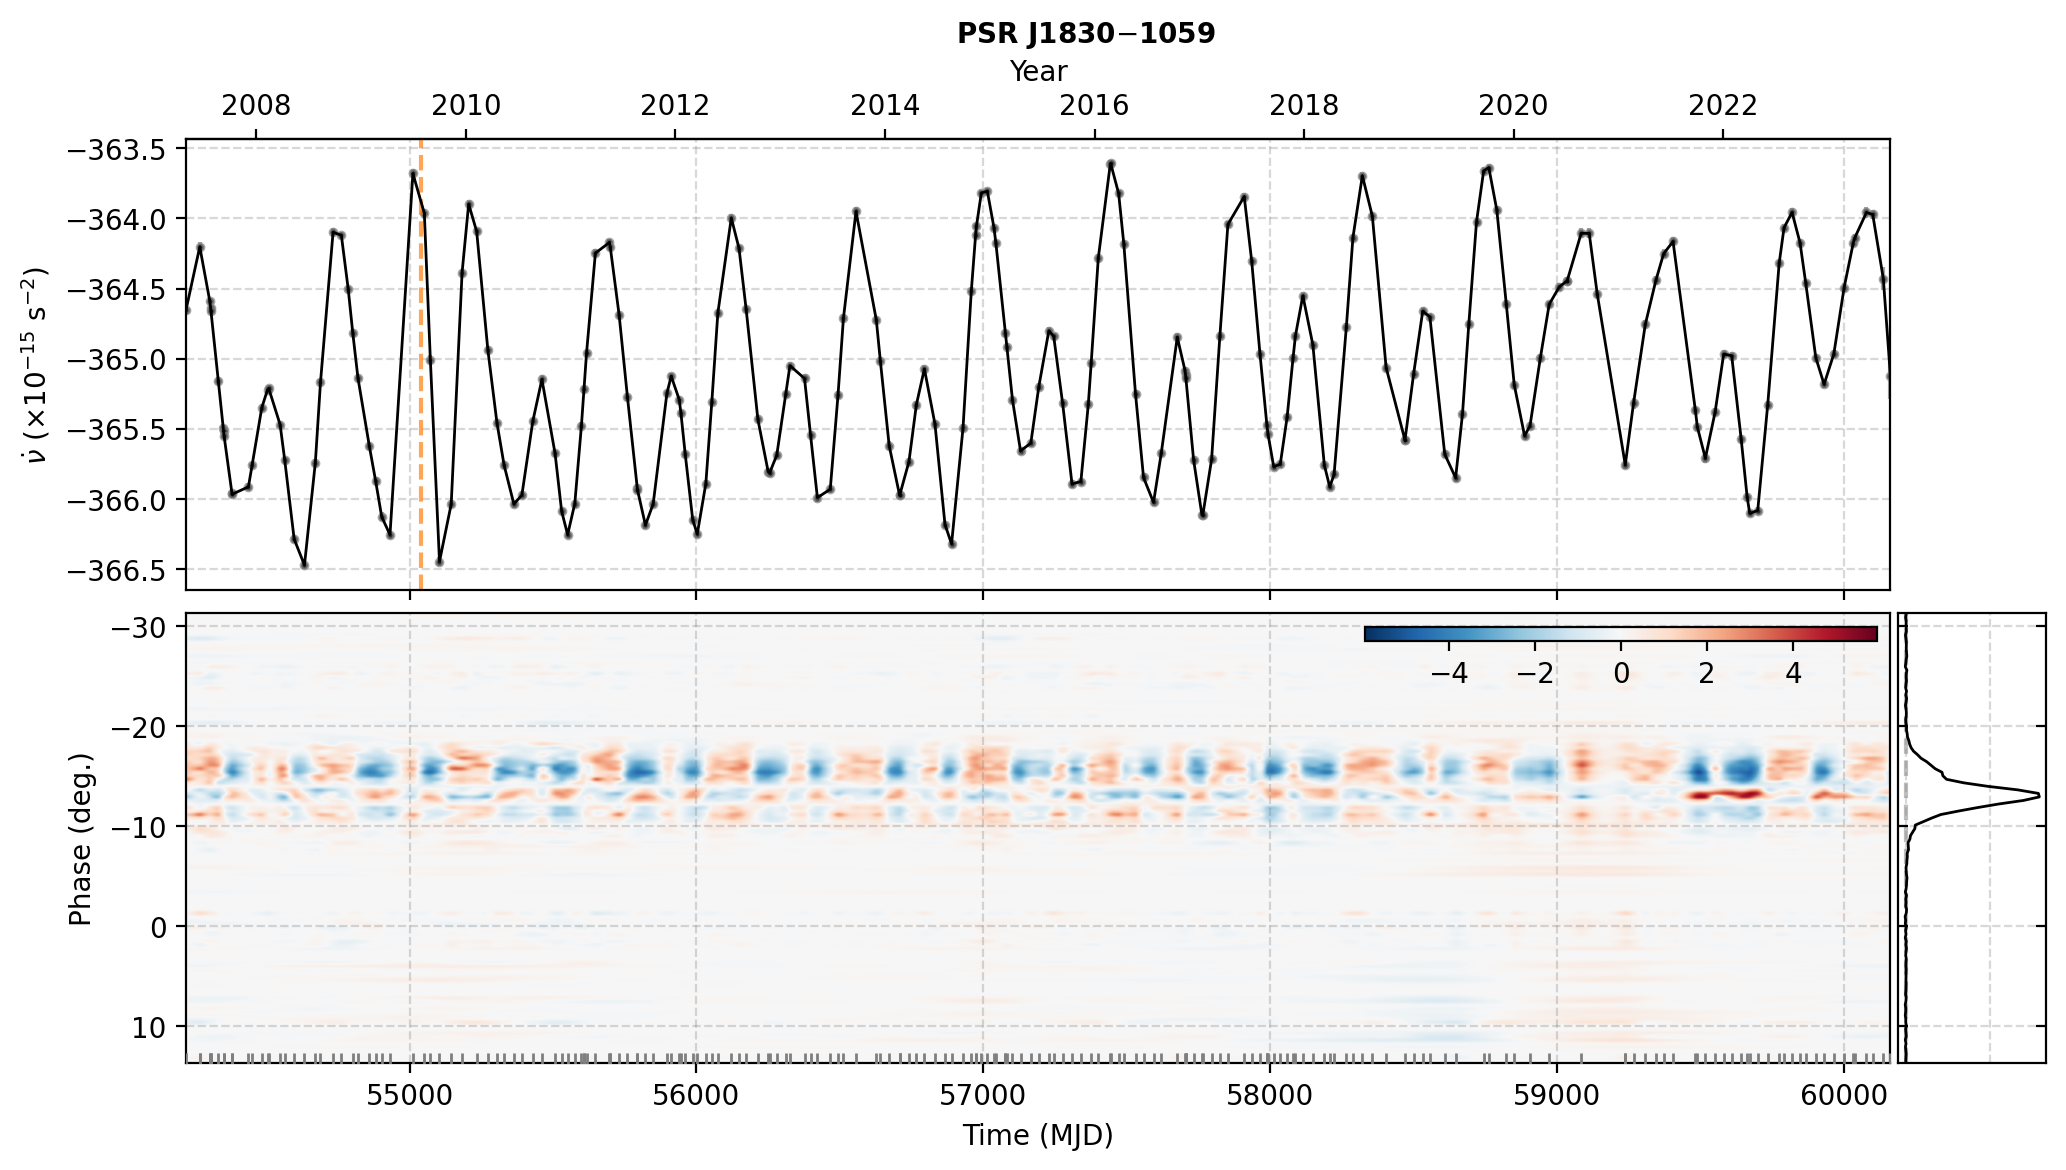 PSR J1830−1059
Year
2008 2010 2012 2014 2016 2018 2020 2022
−363.5
−364.0
−364.5
−365.0
−365.5
−366.0
−366.5
ν̇ (×10⁻¹⁵ s⁻²)
−30
−20
−10
0
10
Phase (deg.)
−4 −2 0 2 4
55000 56000 57000 58000 59000 60000
Time (MJD)